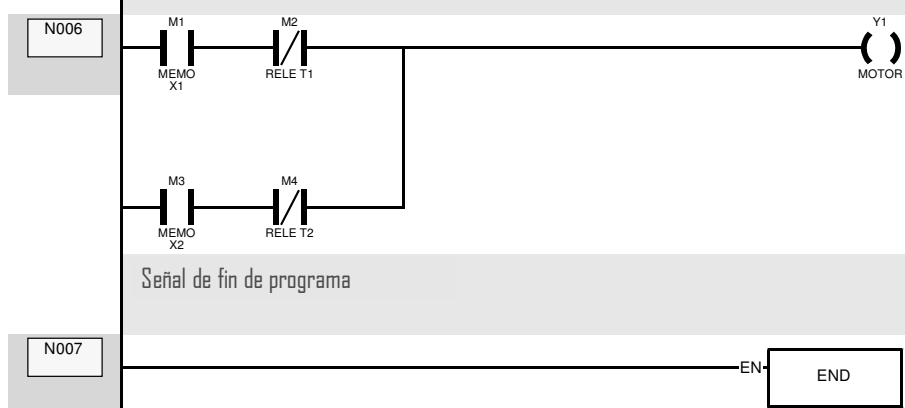 N006
M1
M2
Y1
MEMO
X1
RELE T1
MOTOR
M3
M4
MEMO
X2
RELE T2
Señal de fin de programa
N007
EN
END